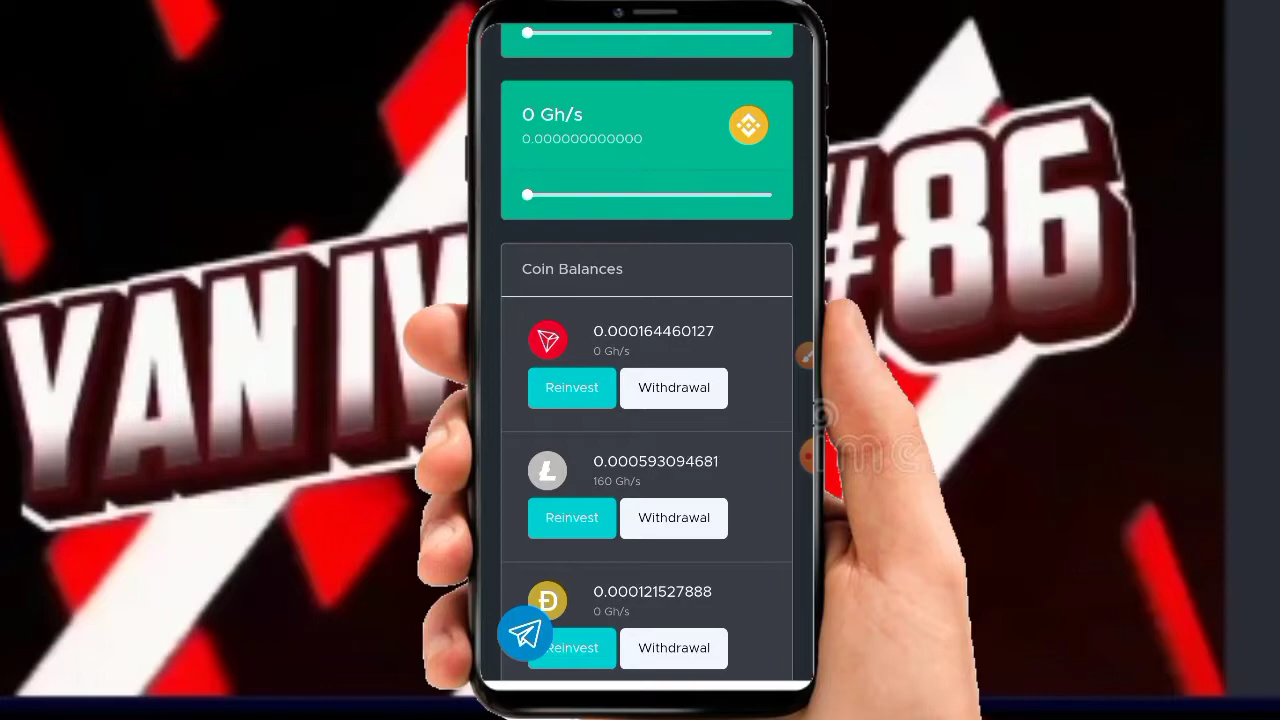 YAN IV
#86
0 Gh/s
0.000000000000
Coin Balances
0.000164460127
0 Gh/s
Reinvest Withdrawal
0.000593094681
160 Gh/s
Reinvest Withdrawal
0.000121527888
0 Gh/s
Reinvest Withdrawal